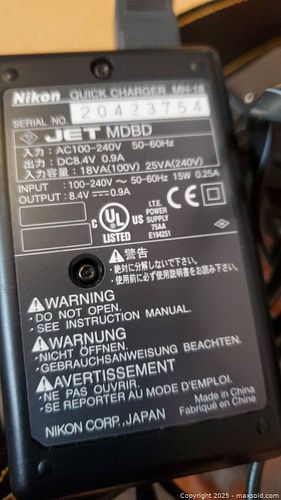 Nikon QUICK CHARGER MH-18
SERIAL NO. 20423754
JET MDBD
入力：AC100-240V 50-60Hz
出力：DC8.4V 0.9A
入力容量：18VA(100V) 25VA(240V)
INPUT : 100-240V ~ 50-60Hz 15W 0.25A
OUTPUT : 8.4V 0.9A
C UL US
LISTED
I.T.E.
POWER
SUPPLY
75AA
E194251
CE
警告
・絶対に分解しないで下さい。
・使用前に必ず使用説明書をお読み下さい。
WARNING
・DO NOT OPEN.
・SEE INSTRUCTION MANUAL.
WARNUNG
・NICHT ÖFFNEN.
・GEBRAUCHSANWEISUNG BEACHTEN.
AVERTISSEMENT
・NE PAS OUVRIR.
・SE REPORTER AU MODE D'EMPLOI.
NIKON CORP., JAPAN
Made in China
Fabriqué en Chine
Copyright © 2025 - maxsold.com